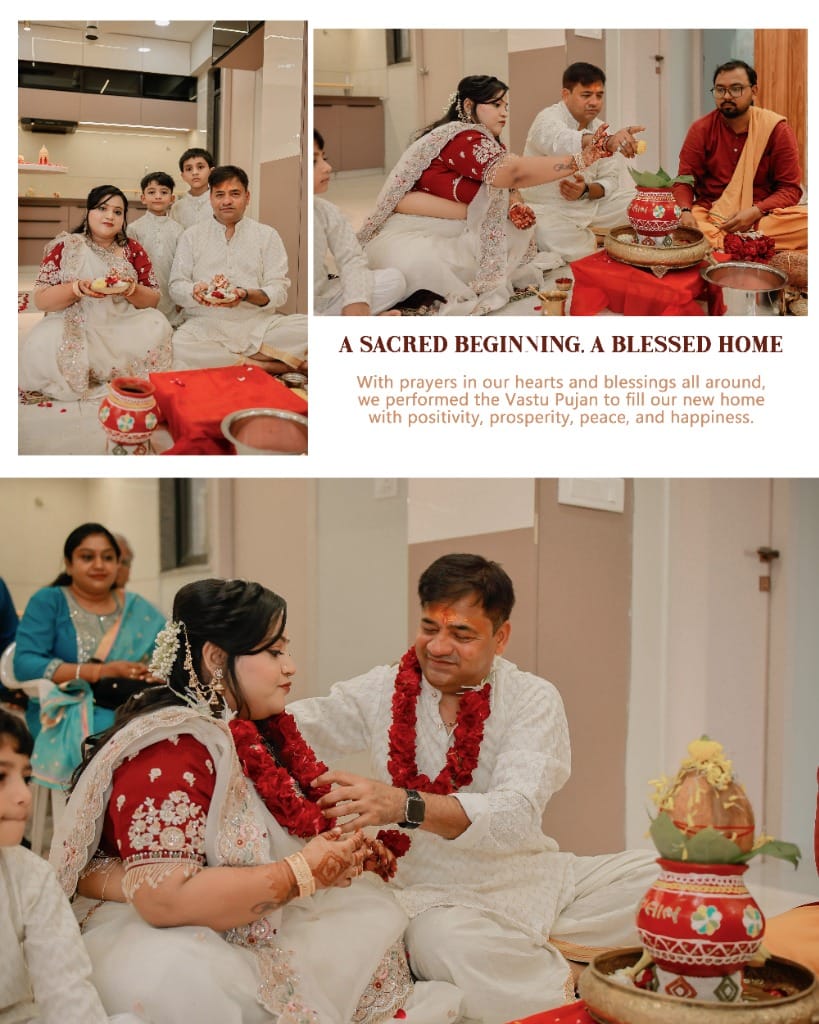 A SACRED BEGINNING, A BLESSED HOME
With prayers in our hearts and blessings all around,
we performed the Vastu Pujan to fill our new home
with positivity, prosperity, peace, and happiness.